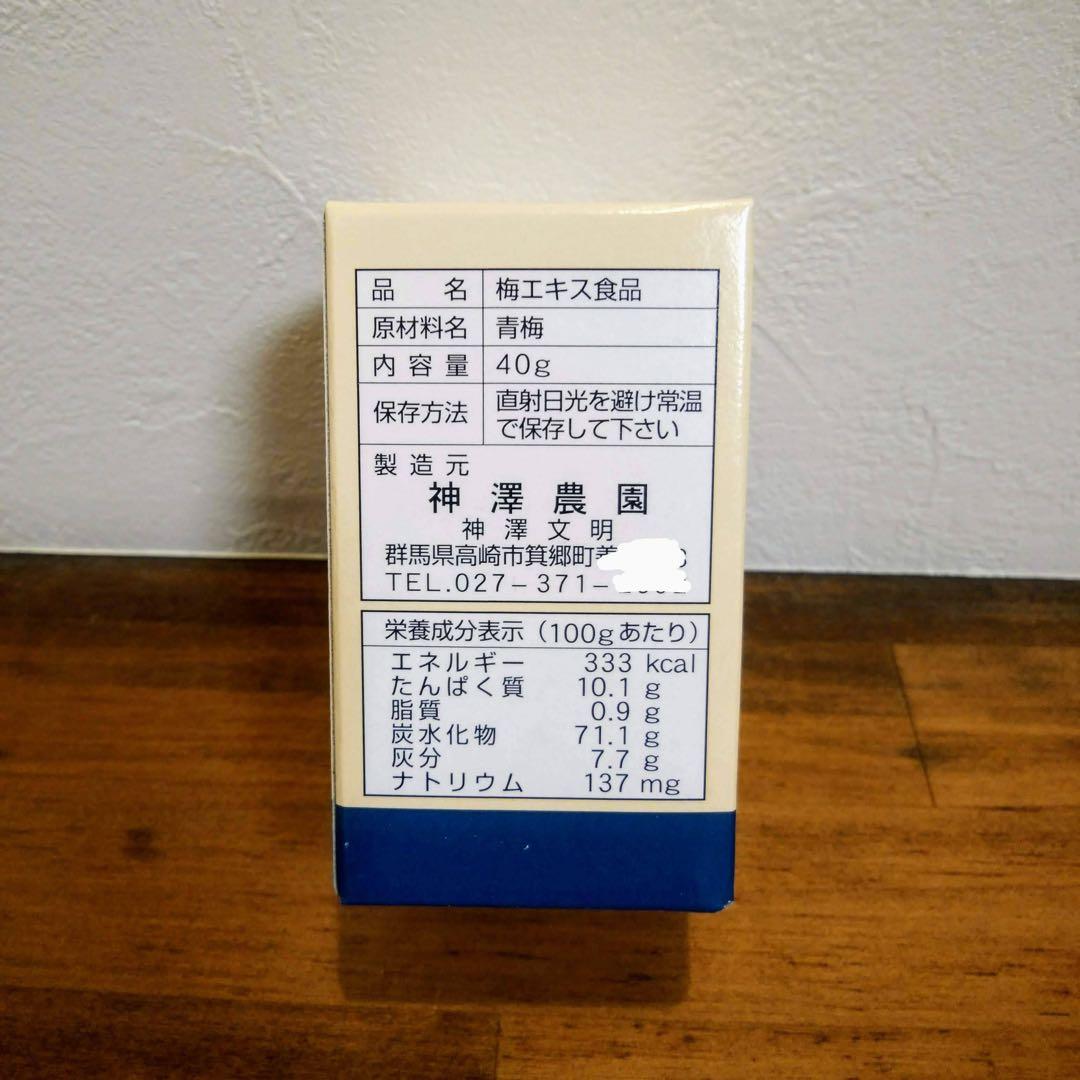 品名 梅エキス食品
原材料名 青梅
内容量 40g
保存方法 直射日光を避け常温
で保存して下さい
製造元
神澤農園
神澤文明
群馬県高崎市箕郷町
TEL.027-371-
栄養成分表示(100gあたり)
エネルギー 333 kcal
たんぱく質 10.1 g
脂質 0.9 g
炭水化物 71.1 g
灰分 7.7 g
ナトリウム 137 mg